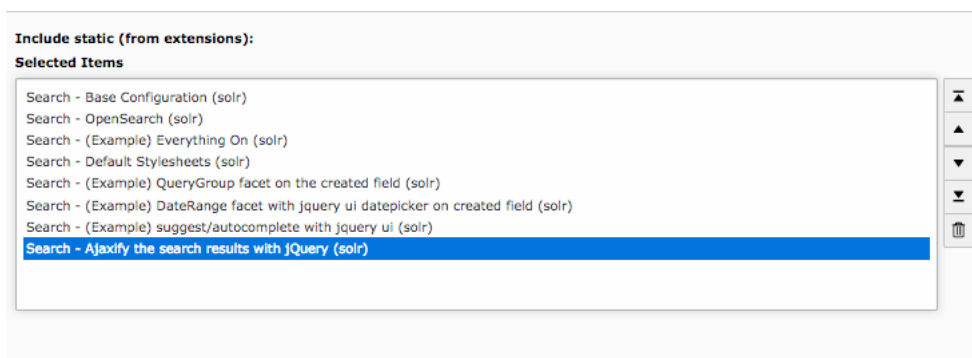 Include static (from extensions):
Selected Items
Search - Base Configuration (solr)
Search - OpenSearch (solr)
Search - (Example) Everything On (solr)
Search - Default Stylesheets (solr)
Search - (Example) QueryGroup facet on the created field (solr)
Search - (Example) DateRange facet with jquery ui datepicker on created field (solr)
Search - (Example) suggest/autocomplete with jquery ui (solr)
Search - Ajaxify the search results with jQuery (solr)